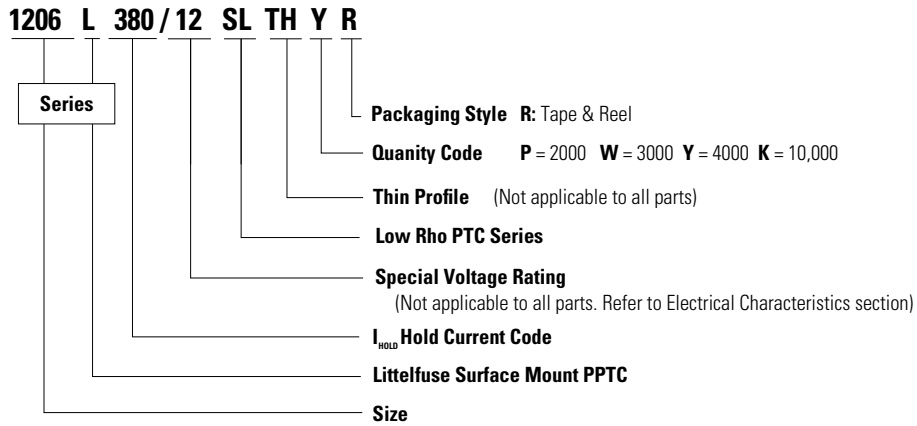 1206 L 380 / 12 SL TH Y R
Series
Packaging Style R: Tape & Reel
Quanity Code P = 2000 W = 3000 Y = 4000 K = 10,000
Thin Profile (Not applicable to all parts)
Low Rho PTC Series
Special Voltage Rating
(Not applicable to all parts. Refer to Electrical Characteristics section)
IHOLD Hold Current Code
Littelfuse Surface Mount PPTC
Size